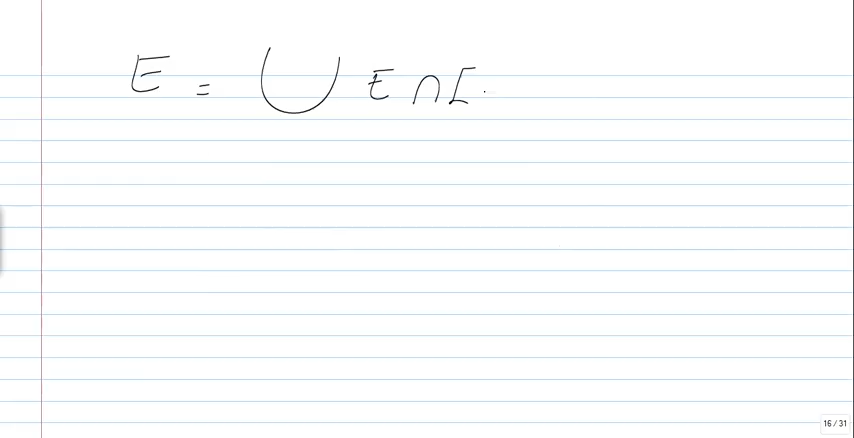 E = ⋃ E ∩ [ .
16 / 31